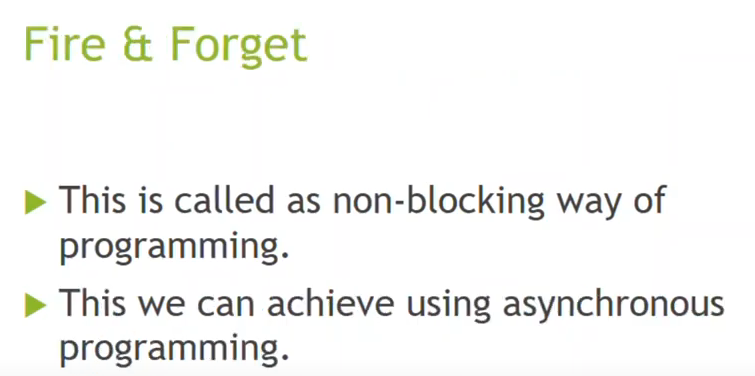 Fire & Forget
This is called as non-blocking way of
programming.
This we can achieve using asynchronous
programming.